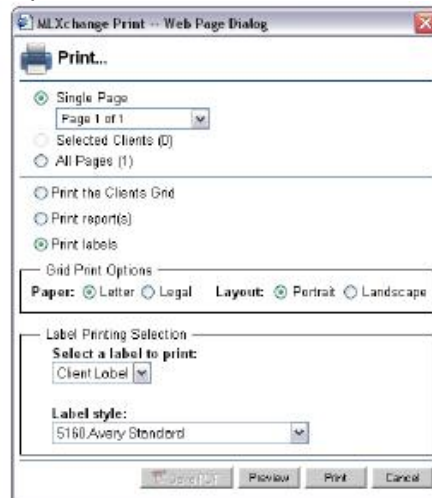 MLXchange Print -- Web Page Dialog
Print...
Single Page
Page 1 of 1
Selected Clients (0)
All Pages (1)
Print the Clients Grid
Print report(s)
Print labels
Grid Print Options
Paper: Letter Legal Layout: Portrait Landscape
Label Printing Selection
Select a label to print:
Client Label
Label style:
5160,Avery Standard
Save PDF Preview Print Cancel